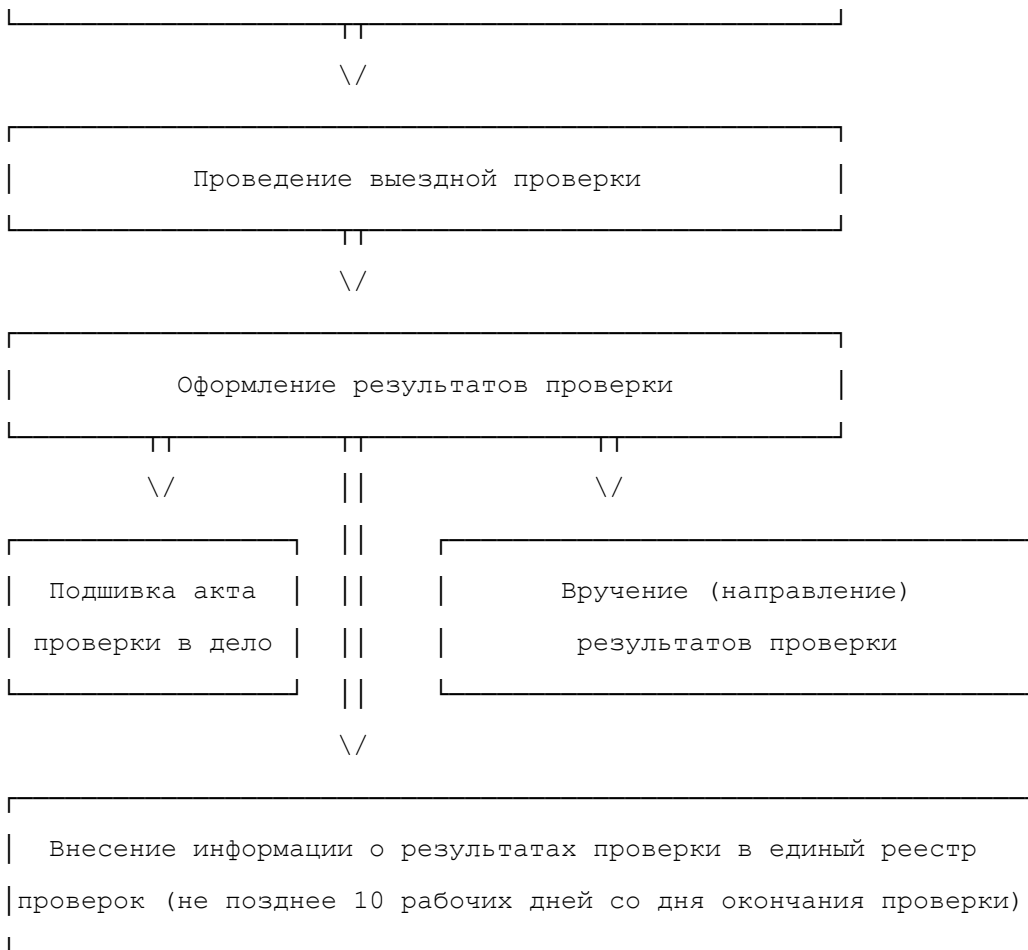 Проведение выездной проверки
Оформление результатов проверки
Подшивка акта
проверки в дело
Вручение (направление)
результатов проверки
Внесение информации о результатах проверки в единый реестр
проверок (не позднее 10 рабочих дней со дня окончания проверки)